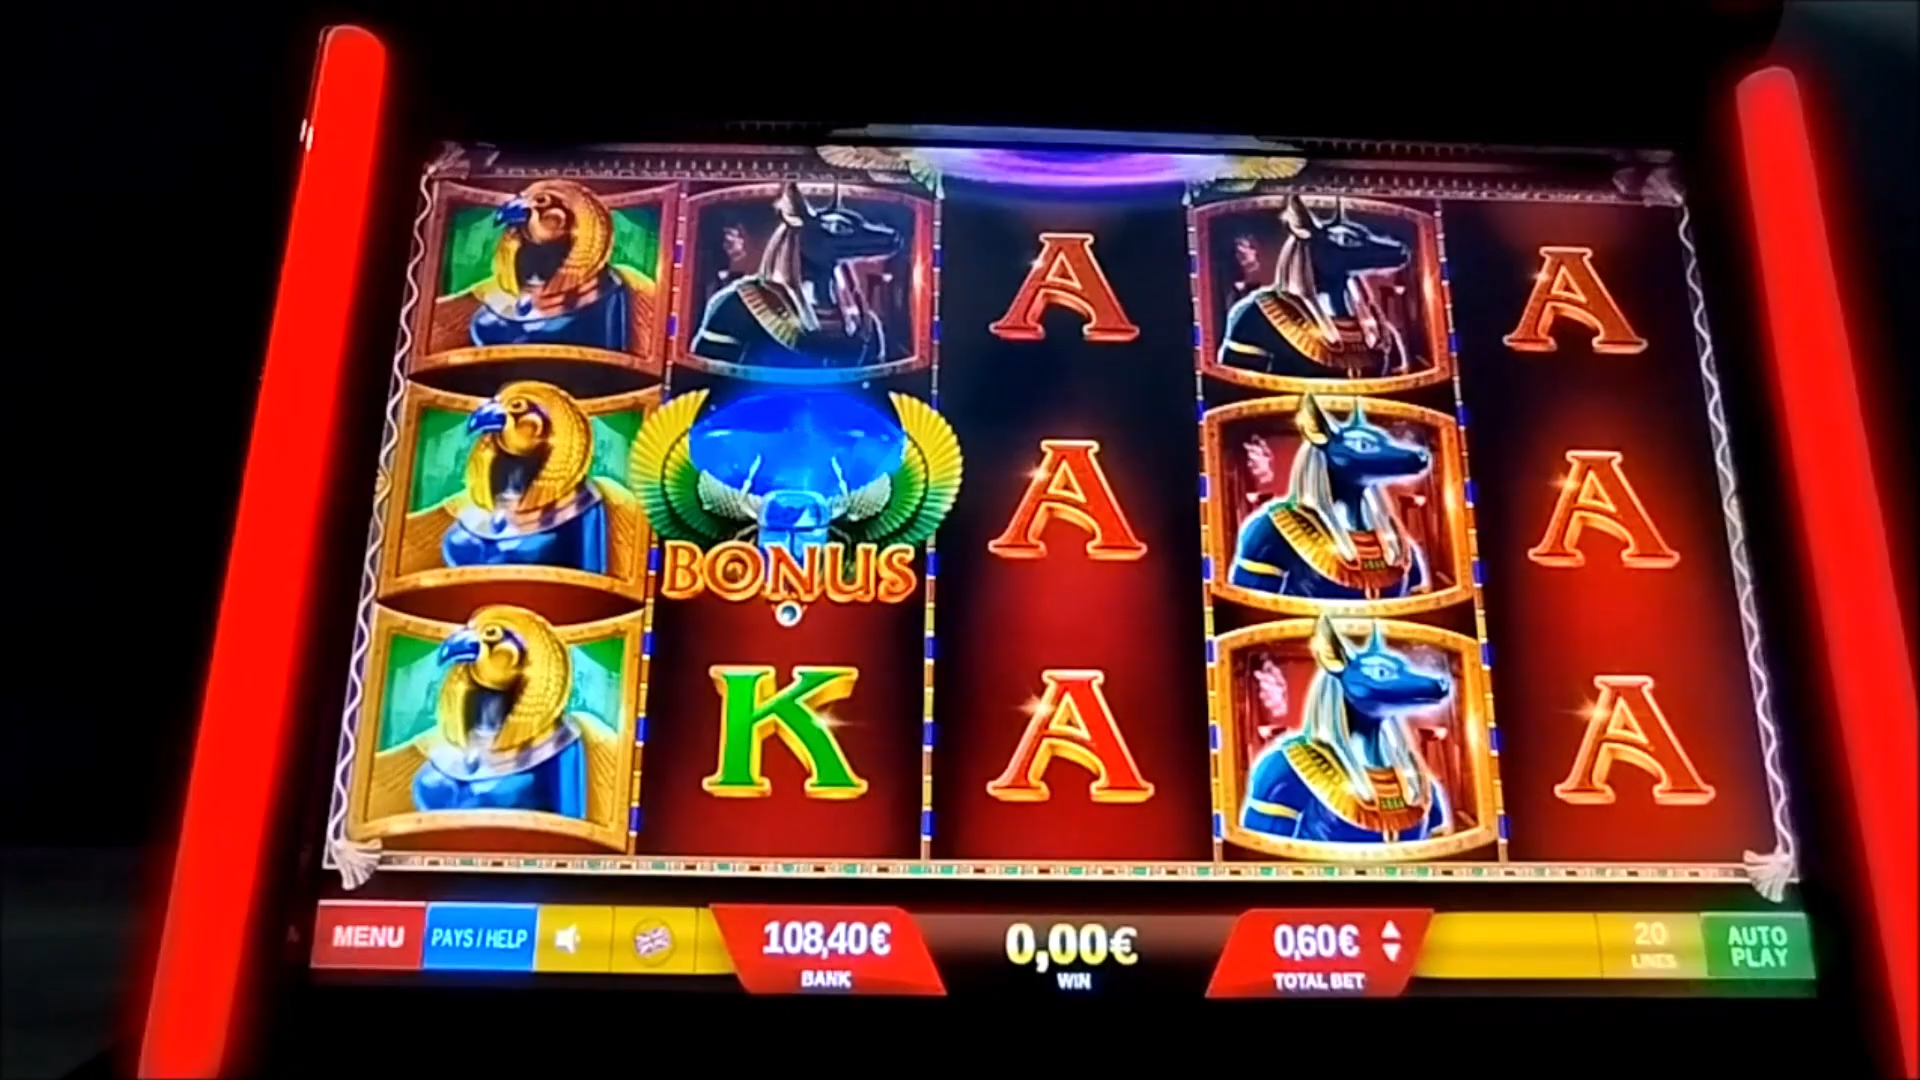 A A
BONUS A A
K A A
MENU PAYS / HELP 108,40€ 0,00€ 0,60€ 20 AUTO
BANK WIN TOTAL BET LINES PLAY